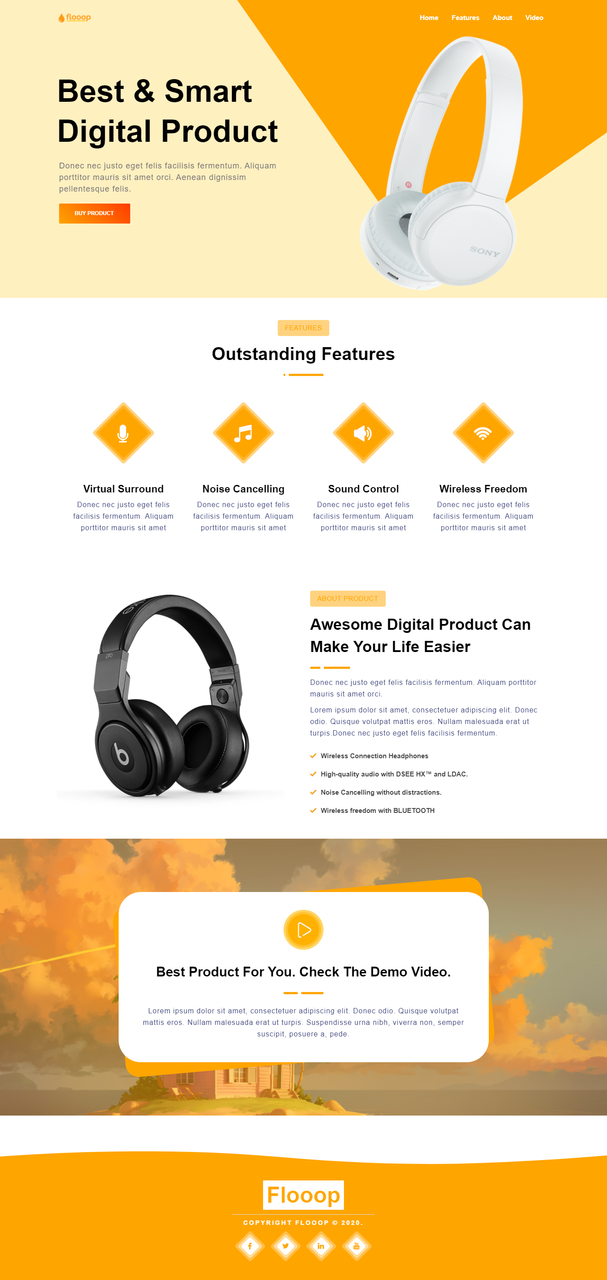 flooop
Home Features About Video
Best & Smart
Digital Product
Donec nec justo eget felis facilisis fermentum. Aliquam
porttitor mauris sit amet orci. Aenean dignissim
pellentesque felis.
BUY PRODUCT
SONY
FEATURES
Outstanding Features
Virtual Surround
Donec nec justo eget felis
facilisis fermentum. Aliquam
porttitor mauris sit amet
Noise Cancelling
Donec nec justo eget felis
facilisis fermentum. Aliquam
porttitor mauris sit amet
Sound Control
Donec nec justo eget felis
facilisis fermentum. Aliquam
porttitor mauris sit amet
Wireless Freedom
Donec nec justo eget felis
facilisis fermentum. Aliquam
porttitor mauris sit amet
ABOUT PRODUCT
Awesome Digital Product Can
Make Your Life Easier
Donec nec justo eget felis facilisis fermentum. Aliquam porttitor
mauris sit amet orci.
Lorem ipsum dolor sit amet, consectetuer adipiscing elit. Donec
odio. Quisque volutpat mattis eros. Nullam malesuada erat ut
turpis.Donec nec justo eget felis facilisis fermentum.
Wireless Connection Headphones
High-quality audio with DSEE HX™ and LDAC.
Noise Cancelling without distractions.
Wireless freedom with BLUETOOTH
Best Product For You. Check The Demo Video.
Lorem ipsum dolor sit amet, consectetuer adipiscing elit. Donec odio. Quisque volutpat
mattis eros. Nullam malesuada erat ut turpis. Suspendisse urna nibh, viverra non, semper
suscipit, posuere a, pede.
Flooop
COPYRIGHT FLOOOP © 2020.